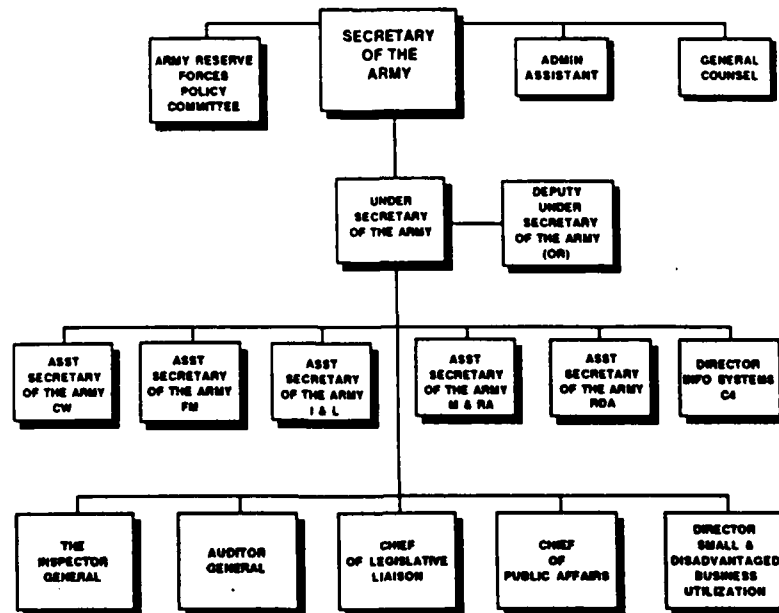 ARMY RESERVE
FORCES
POLICY
COMMITTEE
SECRETARY
OF THE
ARMY
ADMIN
ASSISTANT
GENERAL
COUNSEL
UNDER
SECRETARY
OF THE ARMY
DEPUTY
UNDER
SECRETARY
OF THE ARMY
(OR)
ASST
SECRETARY
OF THE ARMY
CW
ASST
SECRETARY
OF THE ARMY
FM
ASST
SECRETARY
OF THE ARMY
I & L
ASST
SECRETARY
OF THE ARMY
M & RA
ASST
SECRETARY
OF THE ARMY
RDA
DIRECTOR
INFO SYSTEMS
C4
THE
INSPECTOR
GENERAL
AUDITOR
GENERAL
CHIEF
OF LEGISLATIVE
LIAISON
CHIEF
OF
PUBLIC AFFAIRS
DIRECTOR
SMALL &
DISADVANTAGED
BUSINESS
UTILIZATION